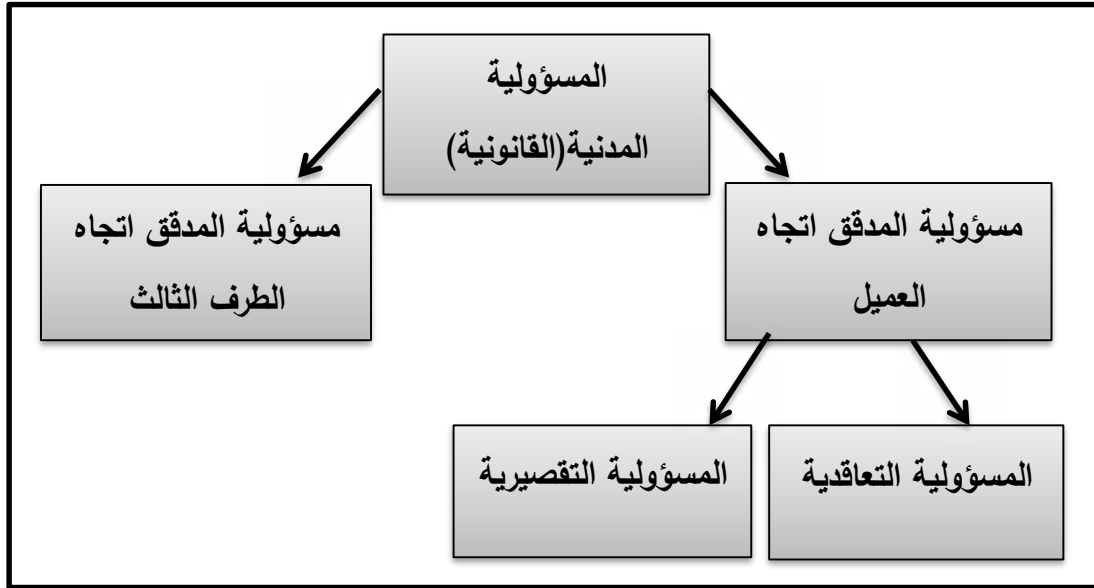 المسؤولية
المدنية(القانونية)
مسؤولية المدقق اتجاه
العميل
مسؤولية المدقق اتجاه
الطرف الثالث
المسؤولية التعاقدية
المسؤولية التقصيرية